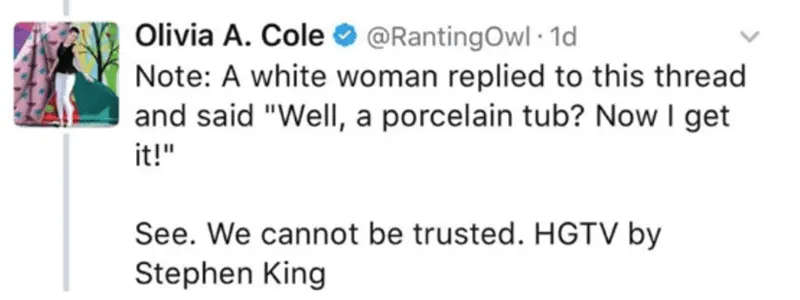 Olivia A. Cole @RantingOwl · 1d
Note: A white woman replied to this thread
and said "Well, a porcelain tub? Now I get
it!"
See. We cannot be trusted. HGTV by
Stephen King